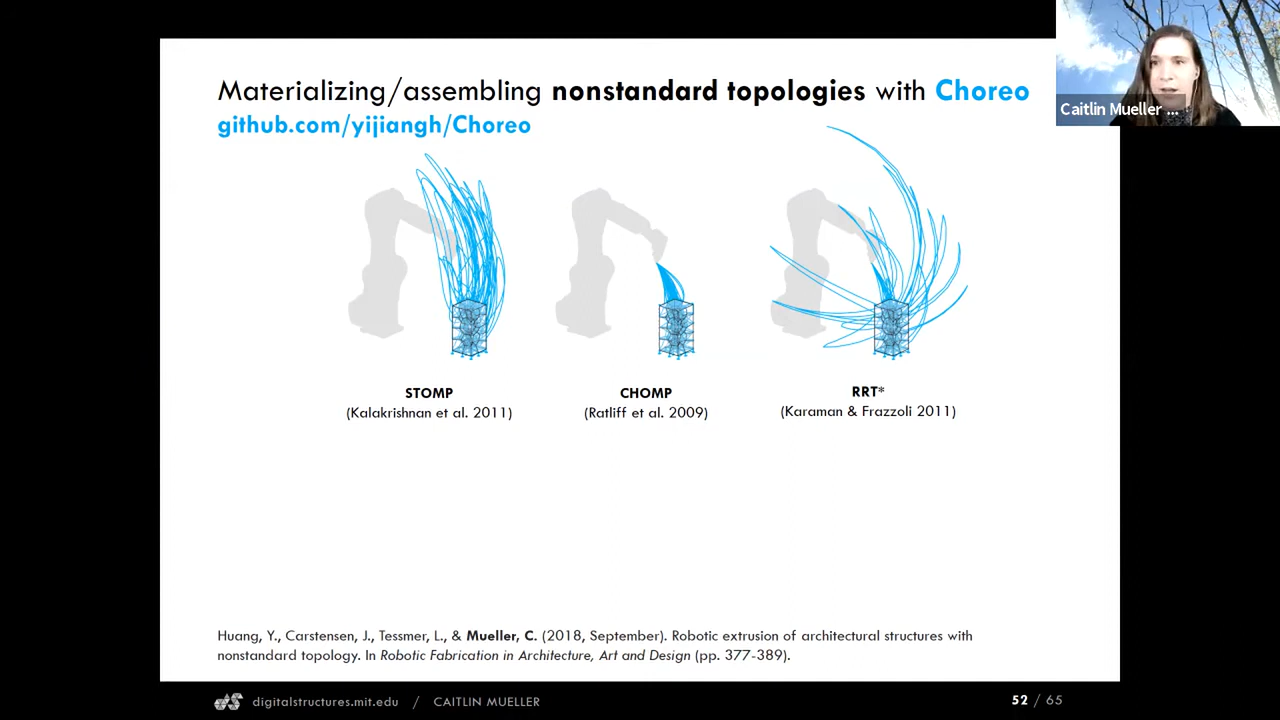 Materializing/assembling nonstandard topologies with Choreo
github.com/yijiangh/Choreo
Caitlin Mueller ...
STOMP
(Kalakrishnan et al. 2011)
CHOMP
(Ratliff et al. 2009)
RRT*
(Karaman & Frazzoli 2011)
Huang, Y., Carstensen, J., Tessmer, L., & Mueller, C. (2018, September). Robotic extrusion of architectural structures with
nonstandard topology. In Robotic Fabrication in Architecture, Art and Design (pp. 377-389).
digitalstructures.mit.edu / CAITLIN MUELLER
52 / 65